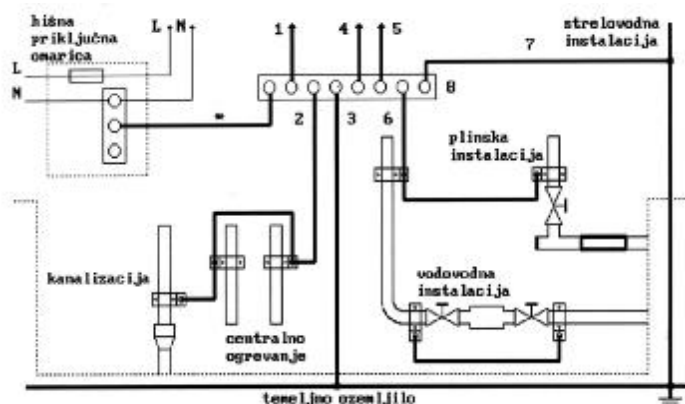 hišna
priključna
omarica
L N
L
N
*
1
4
5
7
strelovodna
instalacija
8
2
3
6
plinska
instalacija
kanalizacija
centralno
ogrevanje
vodovodna
instalacija
temeljno ozemljilo